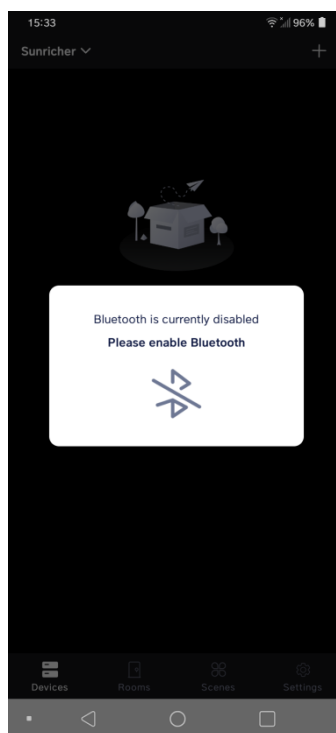 15:33
96%
Sunricher
Bluetooth is currently disabled
Please enable Bluetooth
Devices
Rooms
Scenes
Settings